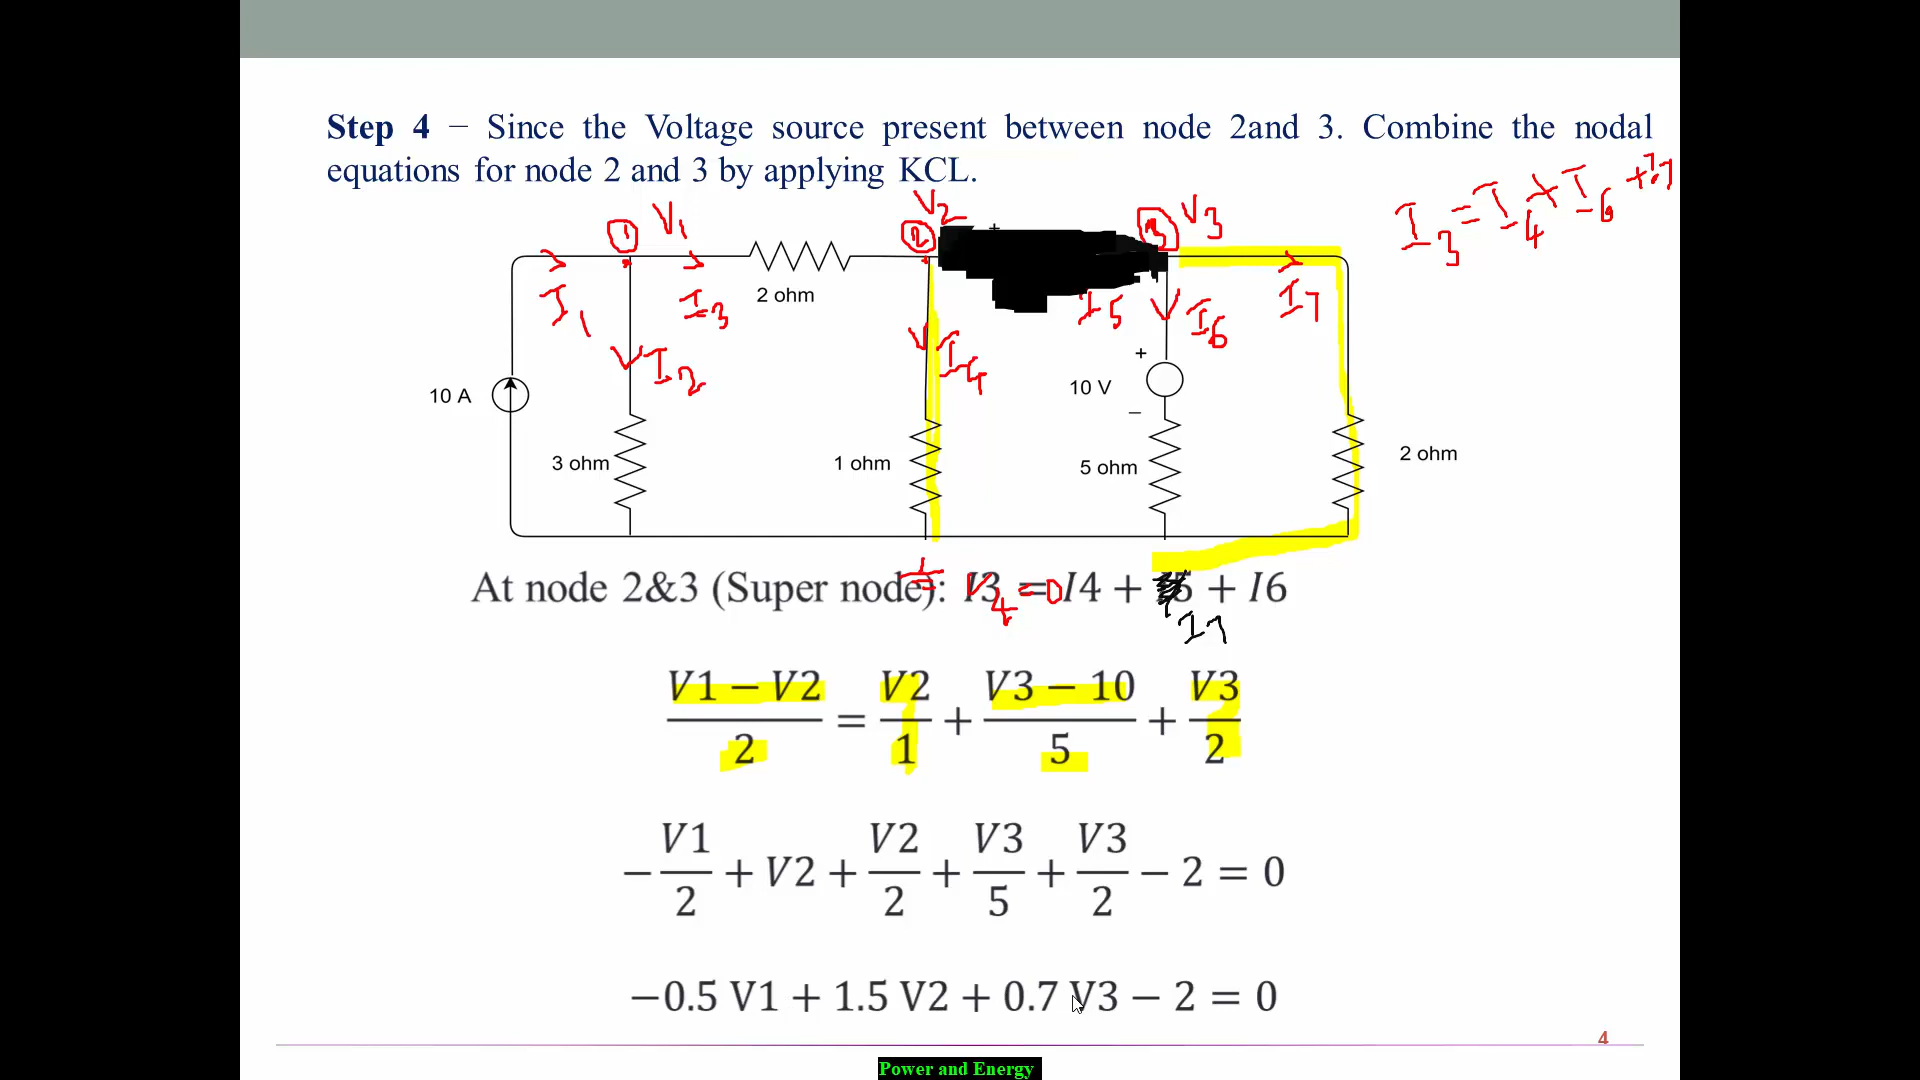 Step 4 – Since the Voltage source present between node 2and 3. Combine the nodal
equations for node 2 and 3 by applying KCL.
I3 = I4 + I6 + I7
1 V1
2 V2
+
3 V3
I1
I3
2 ohm
I5
I6
I7
I2
I4
10 A
+
10 V
–
3 ohm
1 ohm
5 ohm
2 ohm
At node 2&3 (Super node): I3 = I4 + I5 + I6
V4 = 0
I7
V1 − V2 / 2 = V2 / 1 + V3 − 10 / 5 + V3 / 2
− V1 / 2 + V2 + V2 / 2 + V3 / 5 + V3 / 2 − 2 = 0
−0.5 V1 + 1.5 V2 + 0.7 V3 − 2 = 0
4
Power and Energy